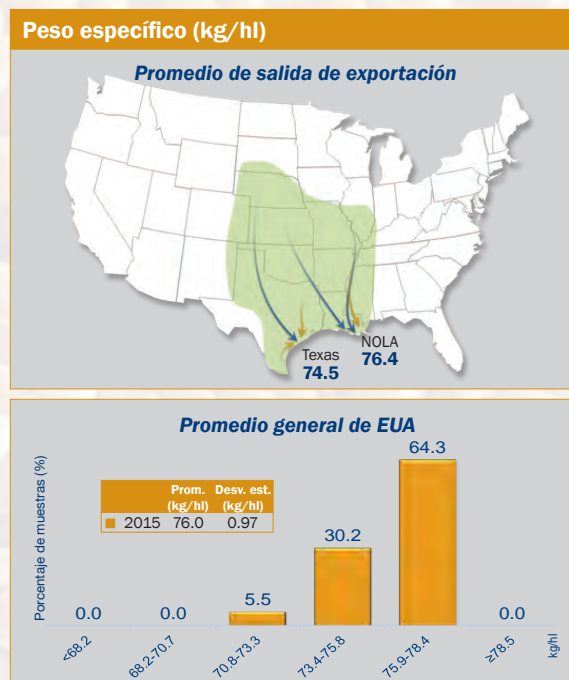 Peso específico (kg/hl)
Promedio de salida de exportación
Texas
74.5
NOLA
76.4
Promedio general de EUA
Porcentaje de muestras (%)
Prom. Desv. est.
(kg/hl) (kg/hl)
2015 76.0 0.97
0.0 0.0 5.5 30.2 64.3 0.0
<68.2 68.2-70.7 70.8-73.3 73.4-75.8 75.9-78.4 ≥78.5
kg/hl